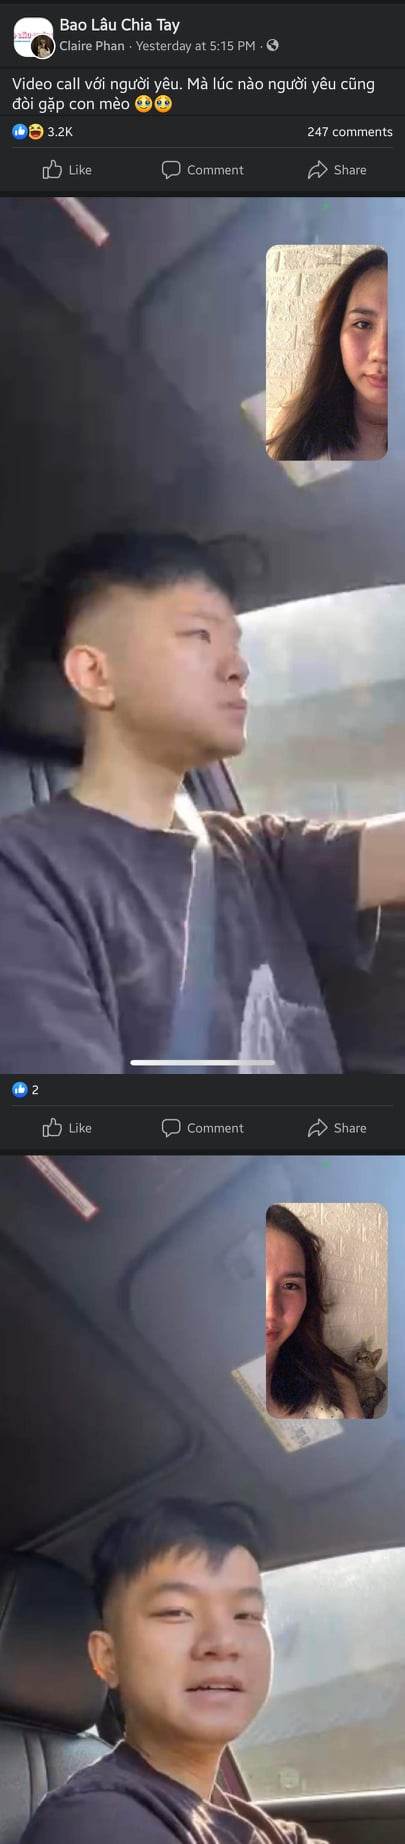 Bao Lâu Chia Tay
Claire Phan · Yesterday at 5:15 PM ·
Video call với người yêu. Mà lúc nào người yêu cũng
đòi gặp con mèo 🥹🥹
3.2K 247 comments
Like Comment Share
2
Like Comment Share